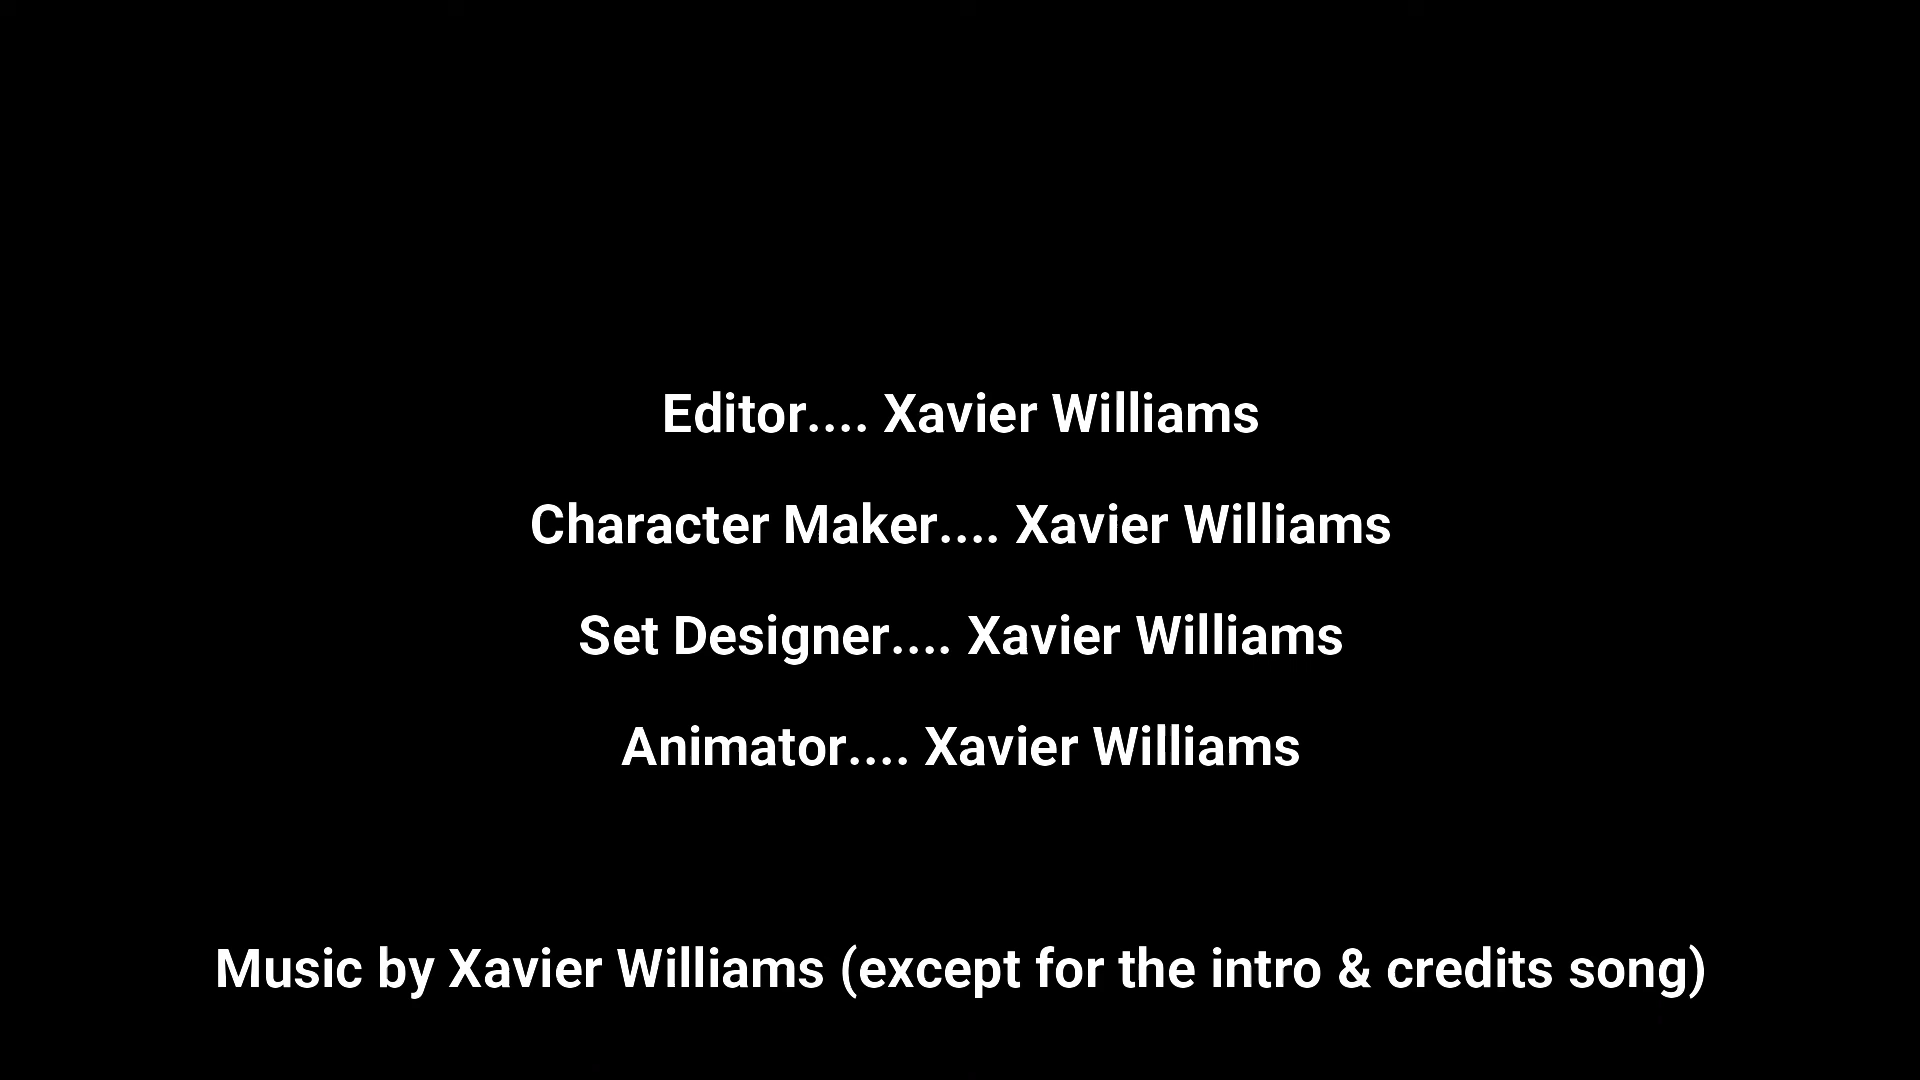 Editor.... Xavier Williams
Character Maker.... Xavier Williams
Set Designer.... Xavier Williams
Animator.... Xavier Williams
Music by Xavier Williams (except for the intro & credits song)